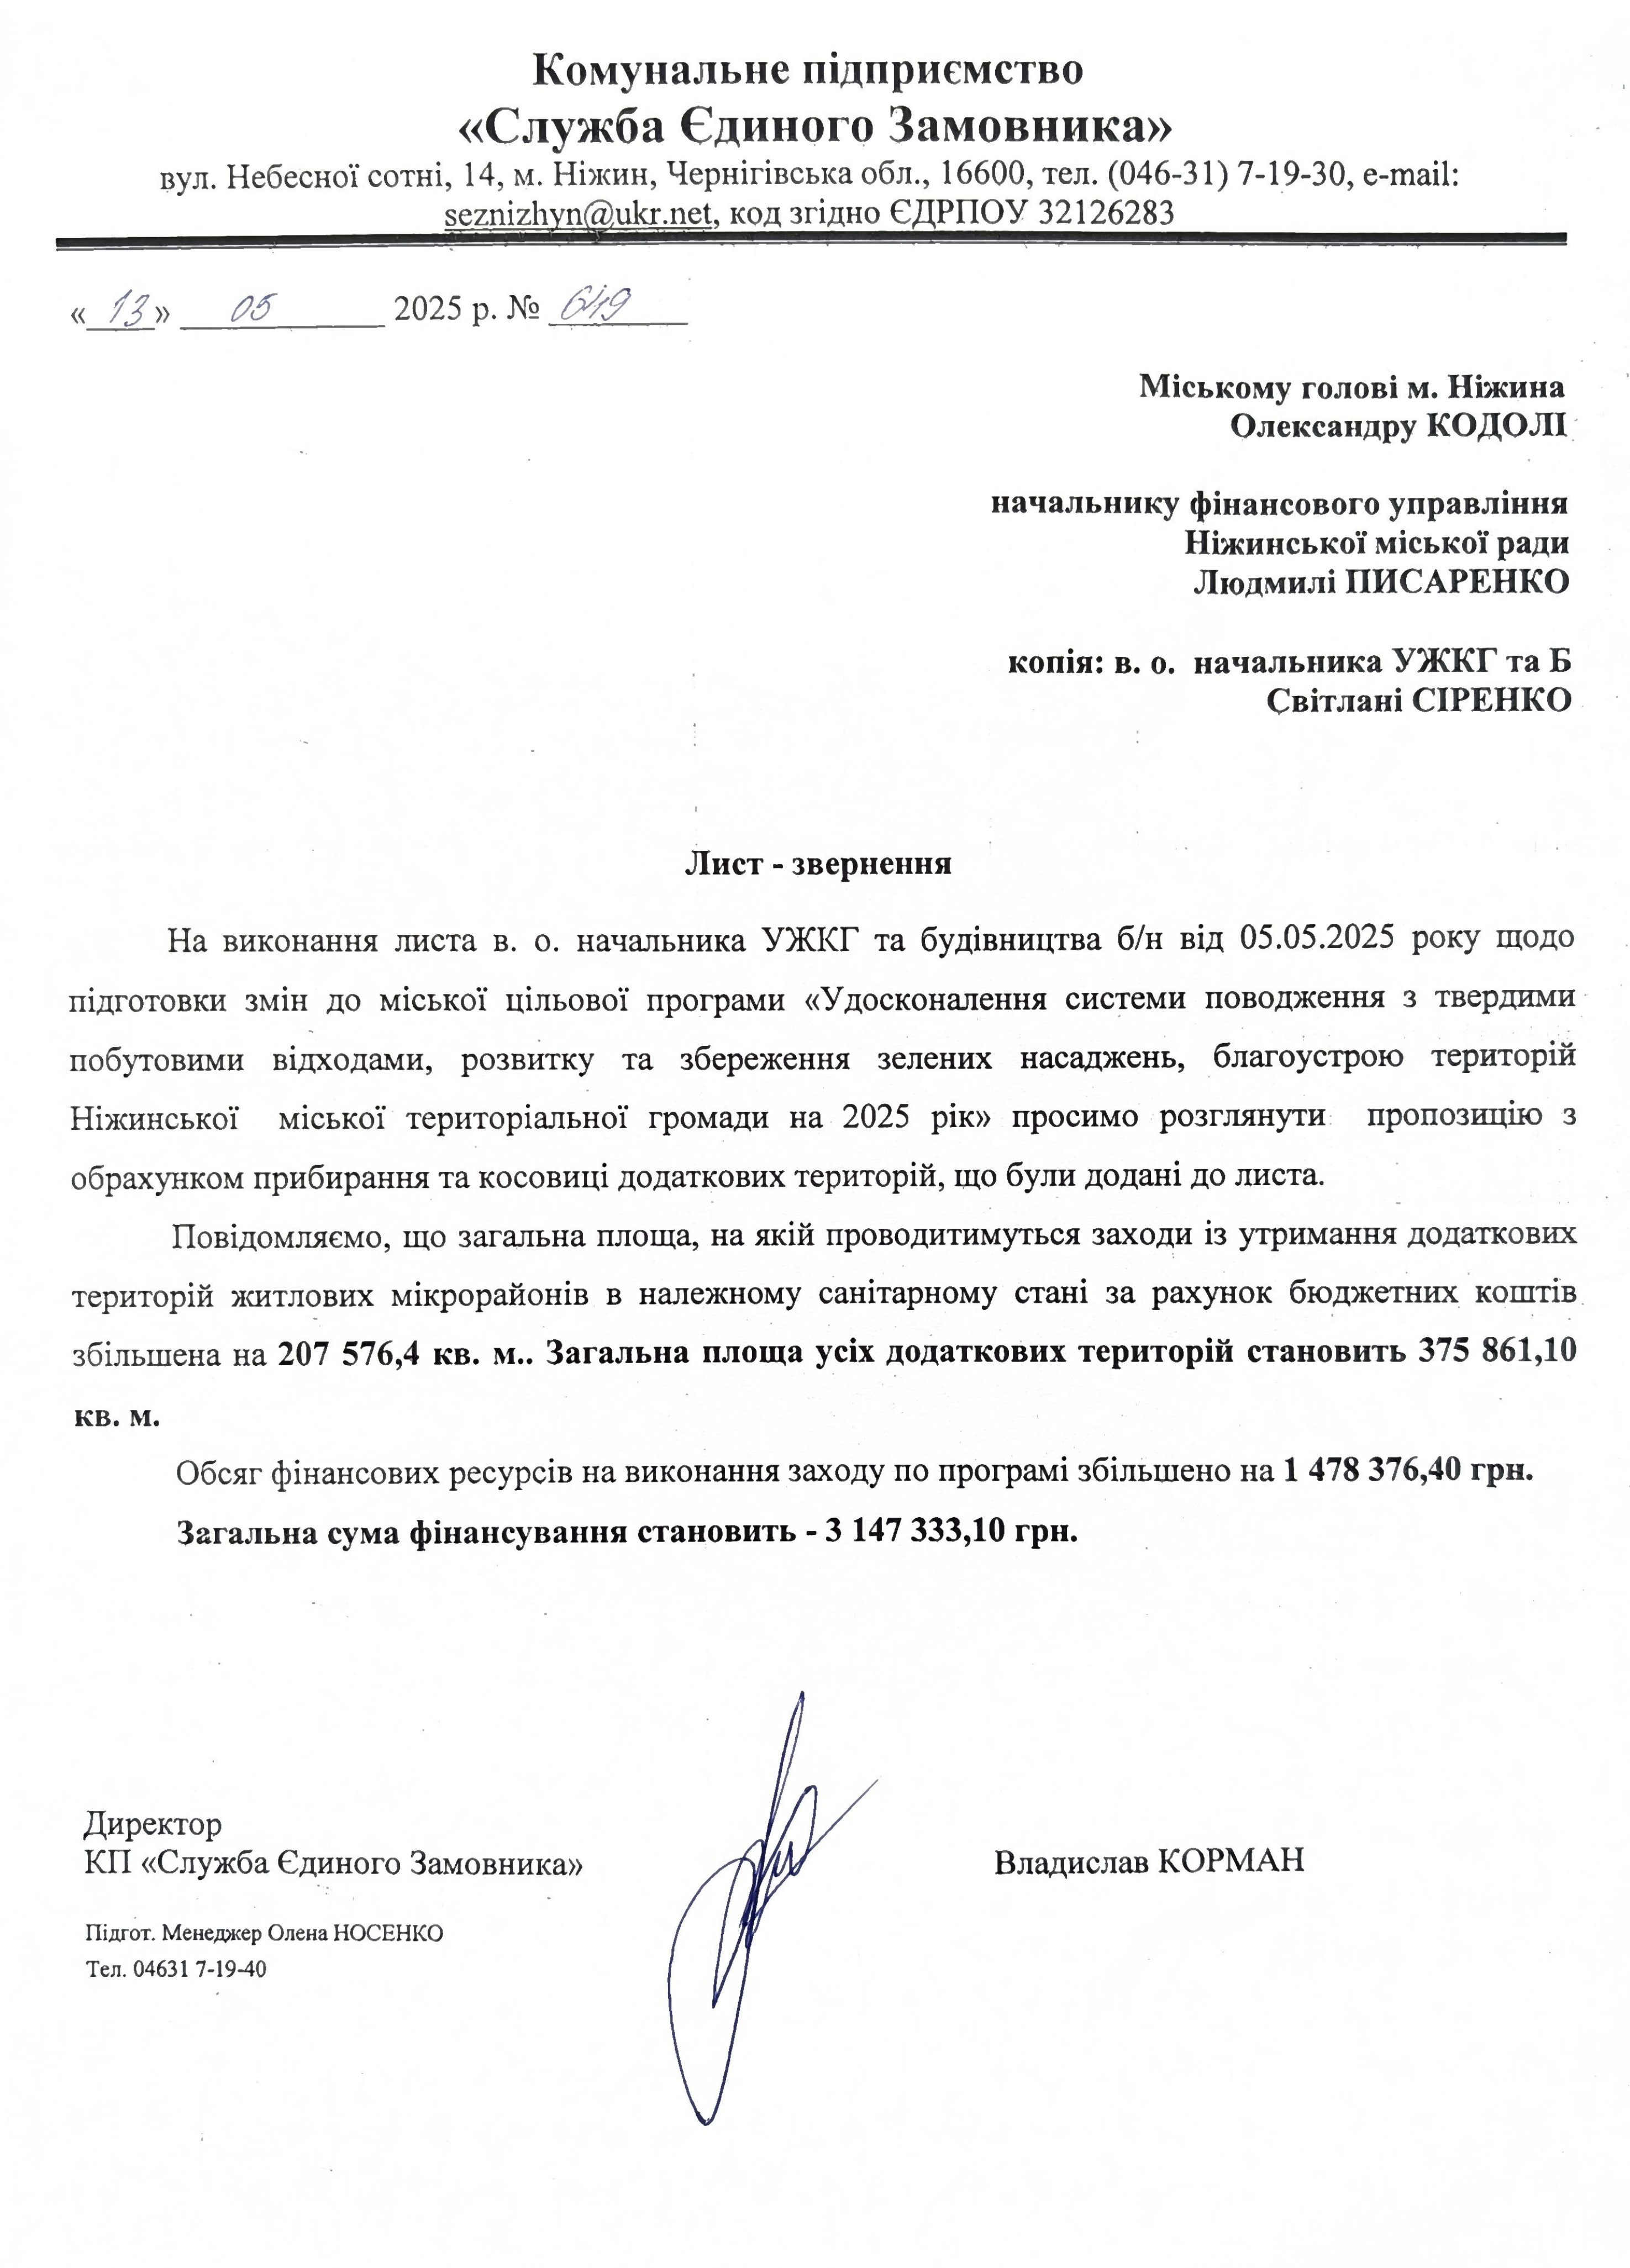 Комунальне підприємство
«Служба Єдиного Замовника»
вул. Небесної сотні, 14, м. Ніжин, Чернігівська обл., 16600, тел. (046-31) 7-19-30, e-mail:
seznizhyn@ukr.net, код згідно ЄДРПОУ 32126283
«13» 05 2025 р. № 649
Міському голові м. Ніжина
Олександру КОДОЛІ
начальнику фінансового управління
Ніжинської міської ради
Людмилі ПИСАРЕНКО
копія: в. о. начальника УЖКГ та Б
Світлані СІРЕНКО
Лист - звернення
На виконання листа в. о. начальника УЖКГ та будівництва б/н від 05.05.2025 року щодо
підготовки змін до міської цільової програми «Удосконалення системи поводження з твердими
побутовими відходами, розвитку та збереження зелених насаджень, благоустрою територій
Ніжинської міської територіальної громади на 2025 рік» просимо розглянути пропозицію з
обрахунком прибирання та косовиці додаткових територій, що були додані до листа.
Повідомляємо, що загальна площа, на якій проводитимуться заходи із утримання додаткових
територій житлових мікрорайонів в належному санітарному стані за рахунок бюджетних коштів
збільшена на 207 576,4 кв. м.. Загальна площа усіх додаткових територій становить 375 861,10
кв. м.
Обсяг фінансових ресурсів на виконання заходу по програмі збільшено на 1 478 376,40 грн.
Загальна сума фінансування становить - 3 147 333,10 грн.
Директор
КП «Служба Єдиного Замовника»
Владислав КОРМАН
Підгот. Менеджер Олена НОСЕНКО
Тел. 04631 7-19-40